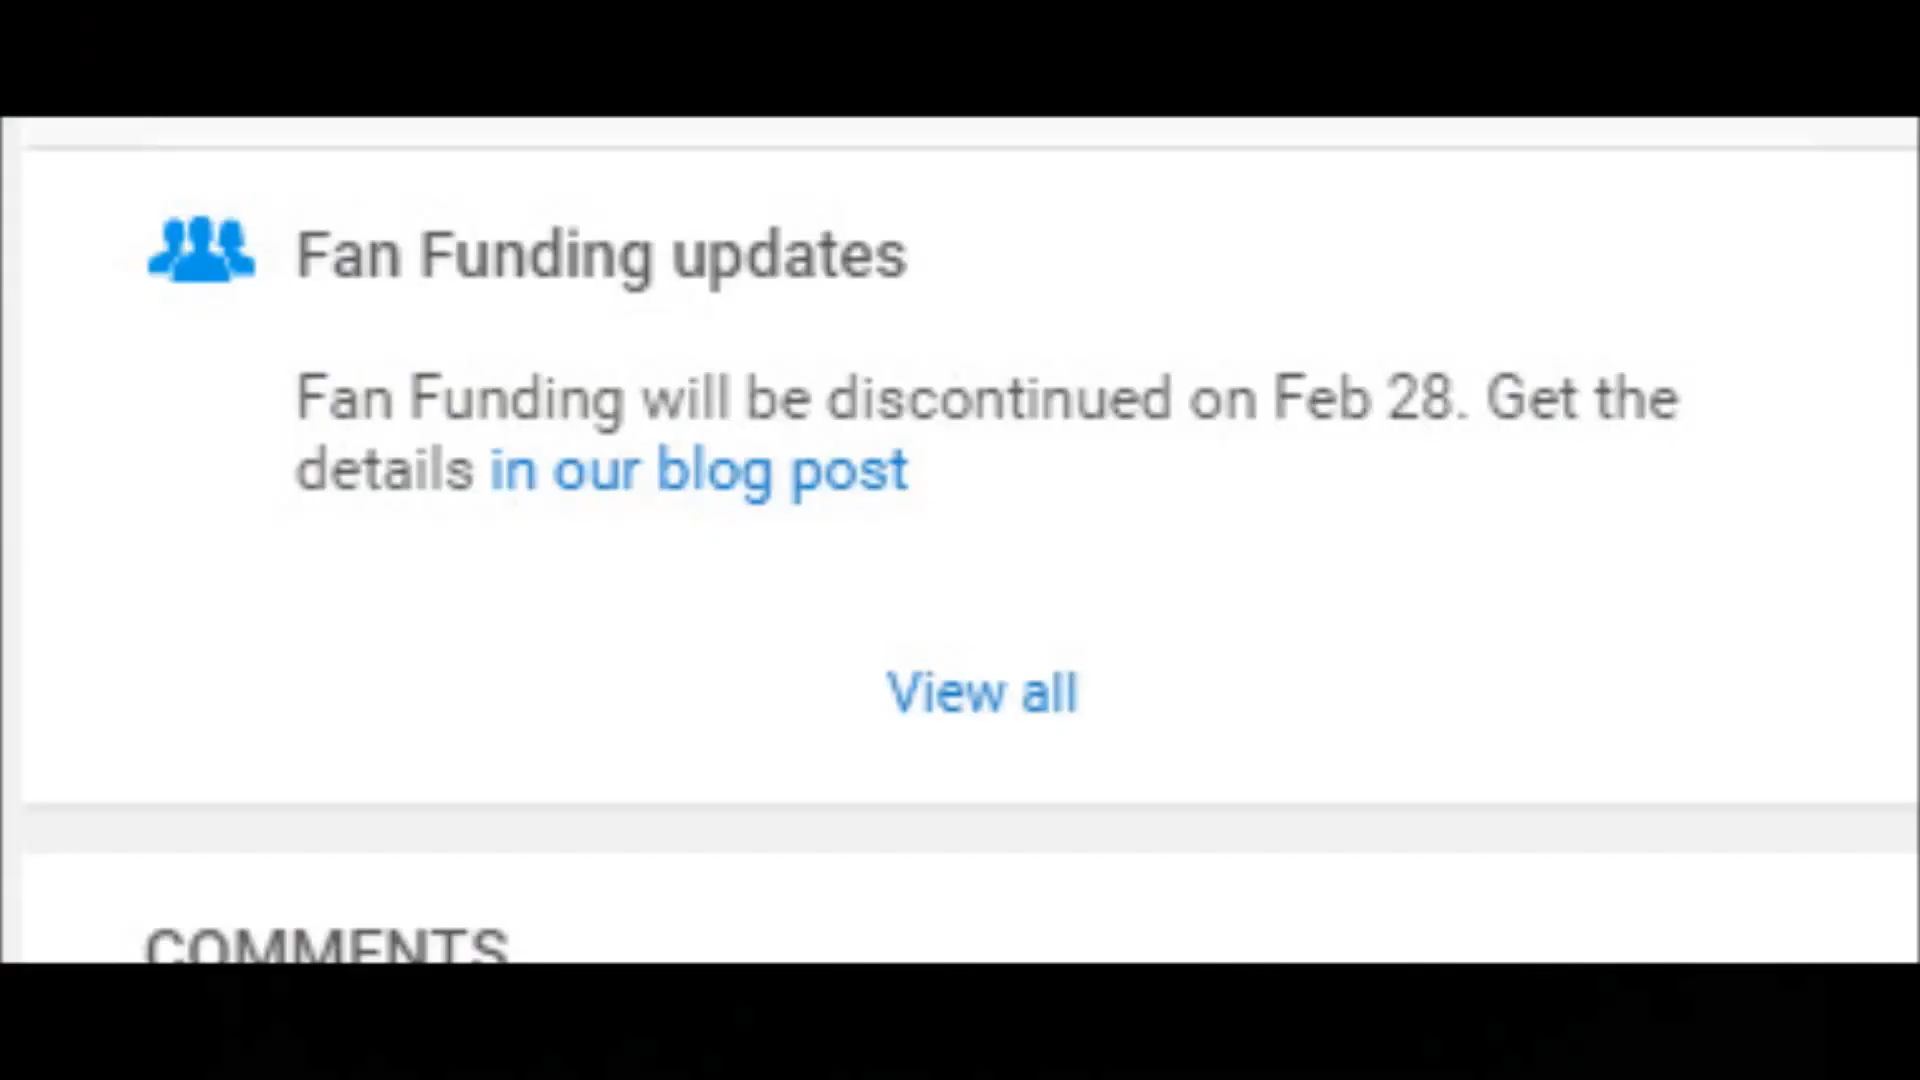 Fan Funding updates
Fan Funding will be discontinued on Feb 28. Get the
details in our blog post
View all
COMMENTS